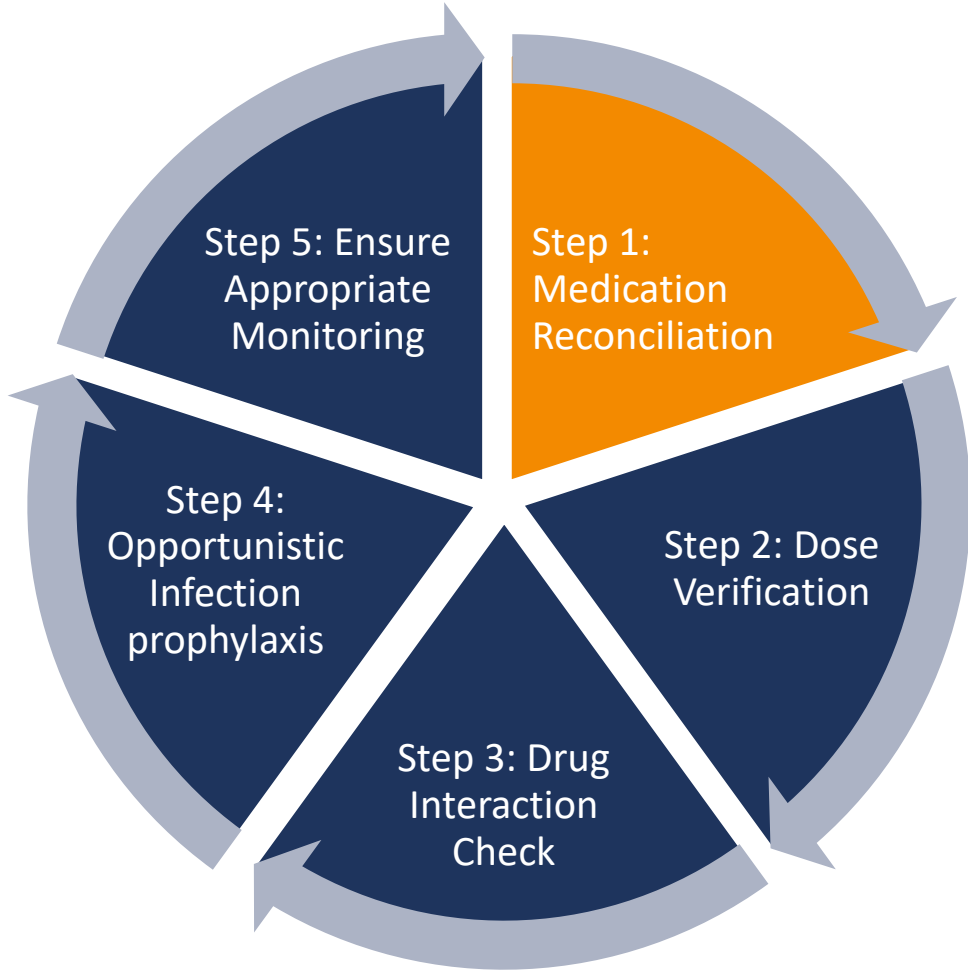 Step 1:
Medication
Reconciliation
Step 2: Dose
Verification
Step 3: Drug
Interaction
Check
Step 4:
Opportunistic
Infection
prophylaxis
Step 5: Ensure
Appropriate
Monitoring